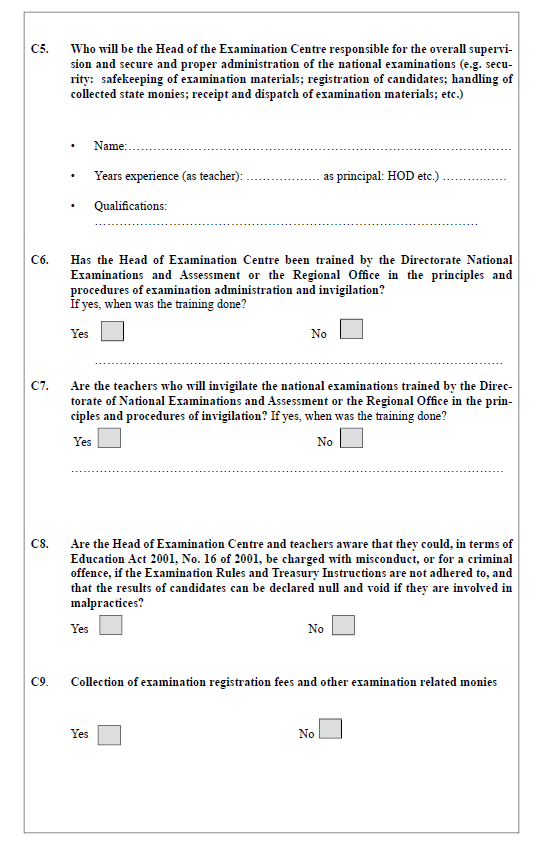 C5. Who will be the Head of the Examination Centre responsible for the overall supervi-
sion and secure and proper administration of the national examinations (e.g. secu-
rity: safekeeping of examination materials; registration of candidates; handling of
collected state monies; receipt and dispatch of examination materials; etc.)
• Name:..............................................................................................................
• Years experience (as teacher): ..................... as principal: HOD etc.) ..................
• Qualifications:
..............................................................................................................
C6. Has the Head of Examination Centre been trained by the Directorate National
Examinations and Assessment or the Regional Office in the principles and
procedures of examination administration and invigilation?
If yes, when was the training done?
Yes No
......................................................................................................................
C7. Are the teachers who will invigilate the national examinations trained by the Direc-
torate of National Examinations and Assessment or the Regional Office in the prin-
ciples and procedures of invigilation? If yes, when was the training done?
Yes No
............................................................................................................................
C8. Are the Head of Examination Centre and teachers aware that they could, in terms of
Education Act 2001, No. 16 of 2001, be charged with misconduct, or for a criminal
offence, if the Examination Rules and Treasury Instructions are not adhered to, and
that the results of candidates can be declared null and void if they are involved in
malpractices?
Yes No
C9. Collection of examination registration fees and other examination related monies
Yes No